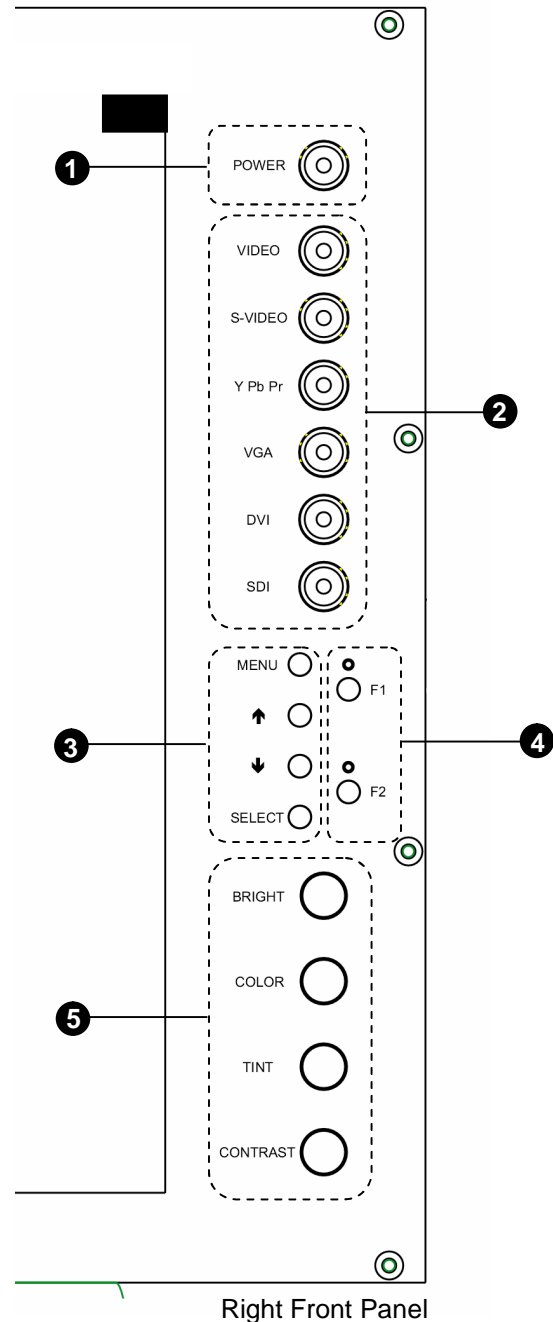 1
POWER
VIDEO
S-VIDEO
Y Pb Pr
2
VGA
DVI
SDI
MENU
F1
3
4
F2
SELECT
BRIGHT
COLOR
5
TINT
CONTRAST
Right Front Panel